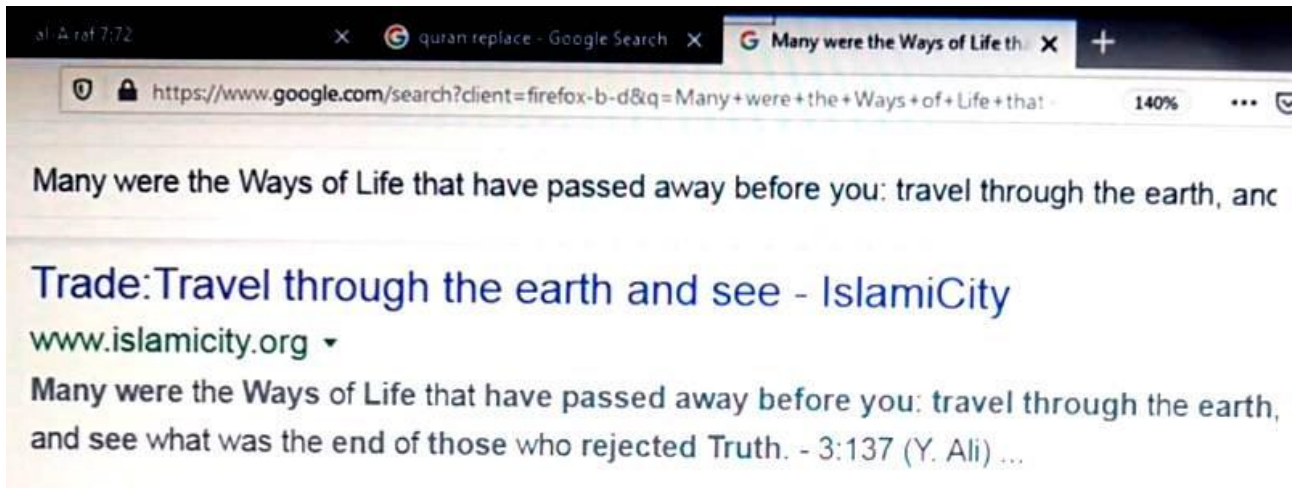 al-A'raf 7:72 × quran replace - Google Search × Many were the Ways of Life th × +
https://www.google.com/search?client=firefox-b-d&q=Many+were+the+Ways+of+Life+that 140% ...
Many were the Ways of Life that have passed away before you: travel through the earth, and
Trade:Travel through the earth and see - IslamiCity
www.islamicity.org
Many were the Ways of Life that have passed away before you: travel through the earth,
and see what was the end of those who rejected Truth. - 3:137 (Y. Ali) ...